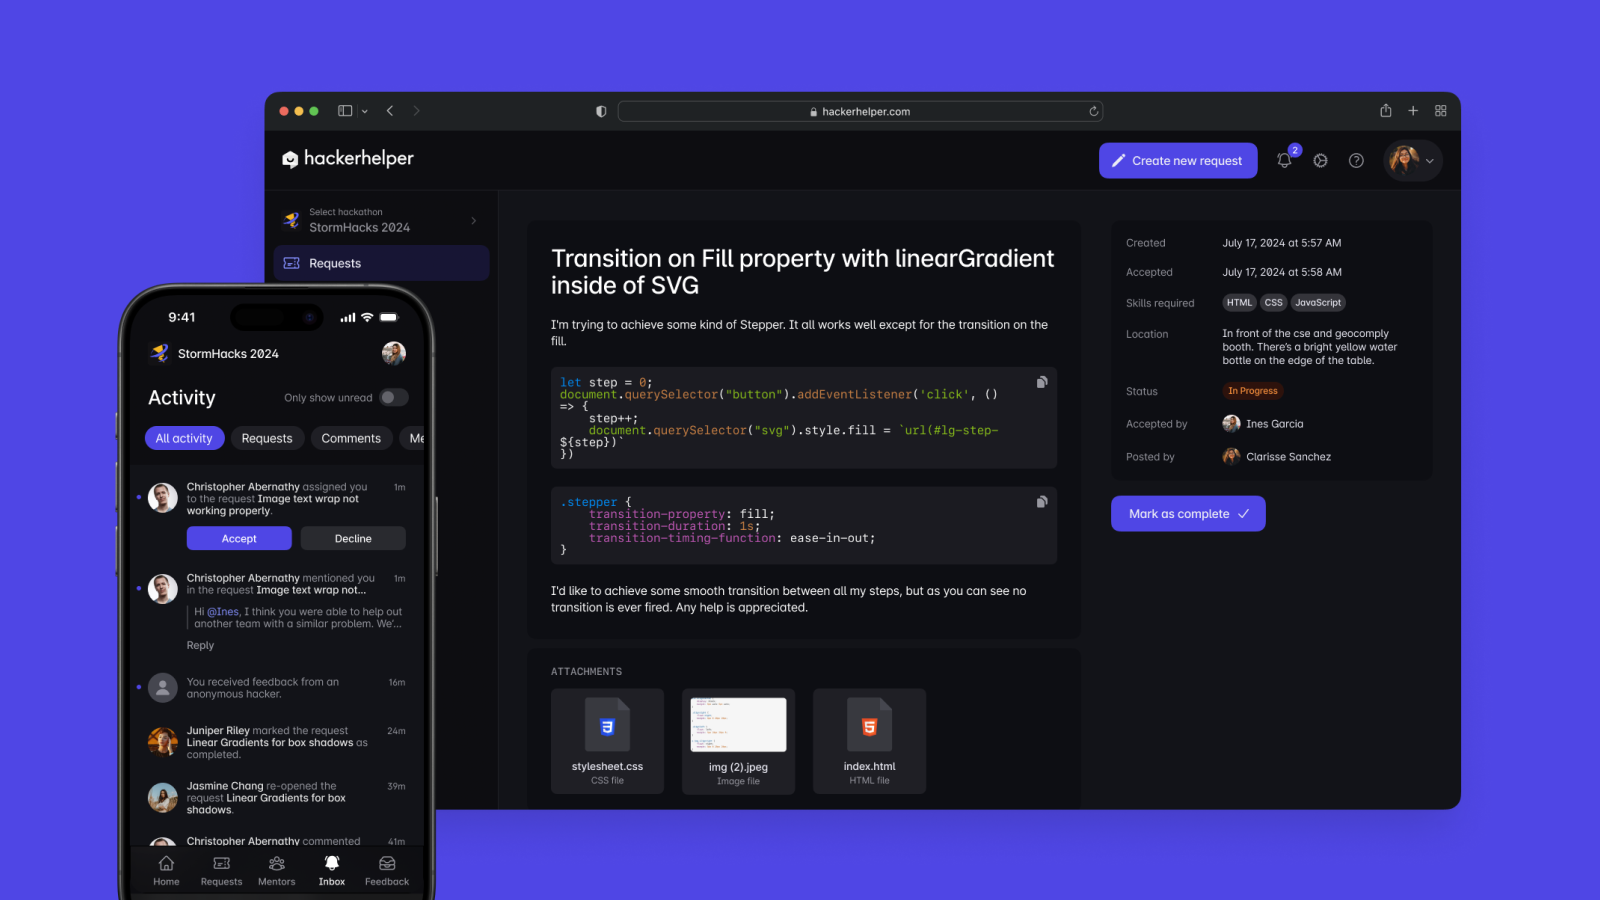 hackerhelper.com
hackerhelper
Create new request
2
Select hackathon
StormHacks 2024
Requests
Transition on Fill property with linearGradient
inside of SVG
I'm trying to achieve some kind of Stepper. It all works well except for the transition on the
fill.
let step = 0;
document.querySelector("button").addEventListener('click', ()
=> {
step++;
document.querySelector("svg").style.fill = `url(#lg-step-
${step})`
})
.stepper {
transition-property: fill;
transition-duration: 1s;
transition-timing-function: ease-in-out;
}
I'd like to achieve some smooth transition between all my steps, but as you can see no
transition is ever fired. Any help is appreciated.
ATTACHMENTS
stylesheet.css
CSS file
img (2).jpeg
Image file
index.html
HTML file
Created
July 17, 2024 at 5:57 AM
Accepted
July 17, 2024 at 5:58 AM
Skills required
HTML
CSS
JavaScript
Location
In front of the cse and geocomply
booth. There's a bright yellow water
bottle on the edge of the table.
Status
In Progress
Accepted by
Ines Garcia
Posted by
Clarisse Sanchez
Mark as complete
9:41
StormHacks 2024
Activity
Only show unread
All activity
Requests
Comments
Me
Christopher Abernathy assigned you
1m
to the request Image text wrap not
working properly.
Accept
Decline
Christopher Abernathy mentioned you
1m
in the request Image text wrap not...
Hi @Ines, I think you were able to help out
another team with a similar problem. We'...
Reply
You received feedback from an
16m
anonymous hacker.
Juniper Riley marked the request
24m
Linear Gradients for box shadows as
completed.
Jasmine Chang re-opened the
39m
request Linear Gradients for box
shadows.
Christopher Abernathy commented
41m
Home
Requests
Mentors
Inbox
Feedback